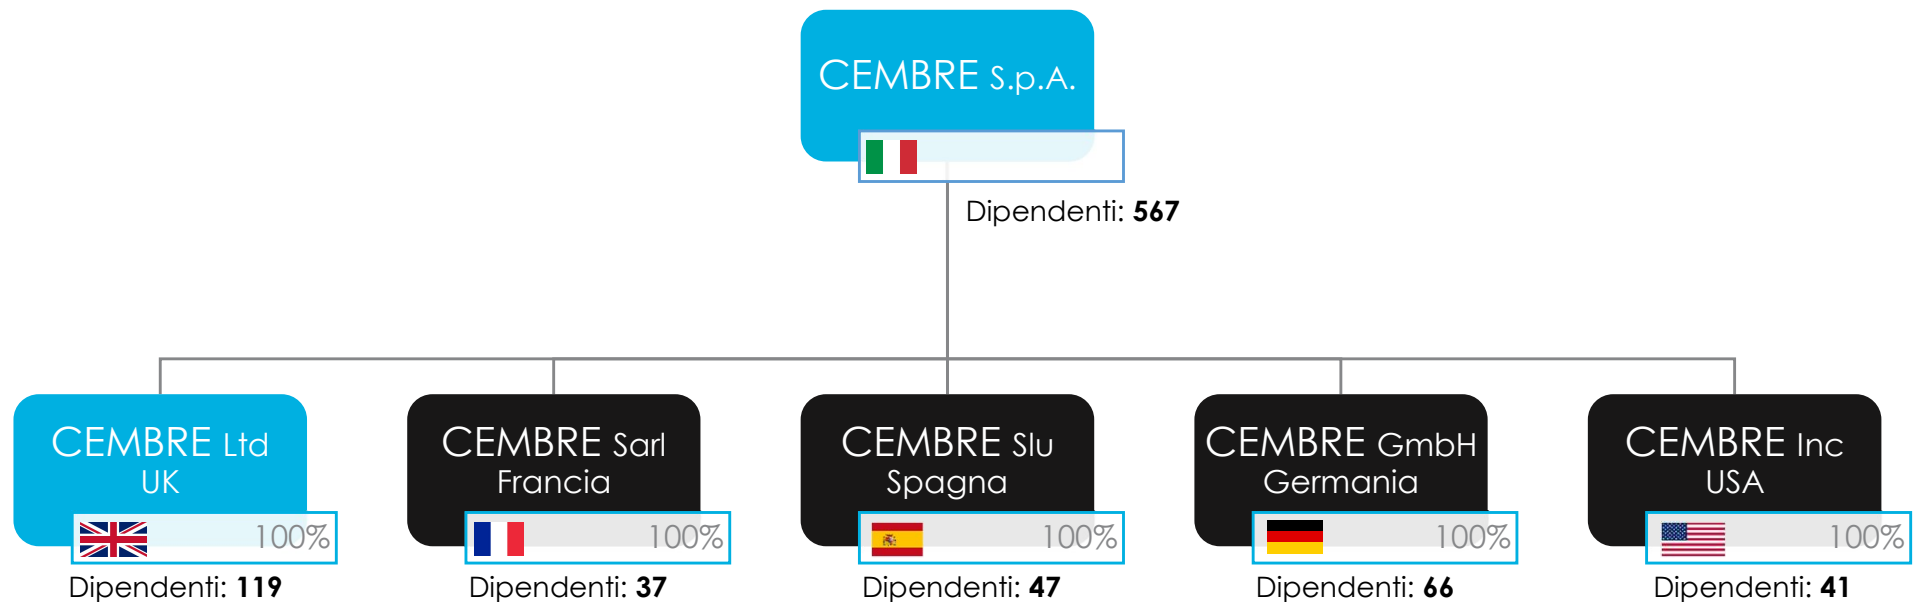 CEMBRE S.p.A.
Dipendenti: 567
CEMBRE Ltd
UK
100%
Dipendenti: 119
CEMBRE Sarl
Francia
100%
Dipendenti: 37
CEMBRE Slu
Spagna
100%
Dipendenti: 47
CEMBRE GmbH
Germania
100%
Dipendenti: 66
CEMBRE Inc
USA
100%
Dipendenti: 41